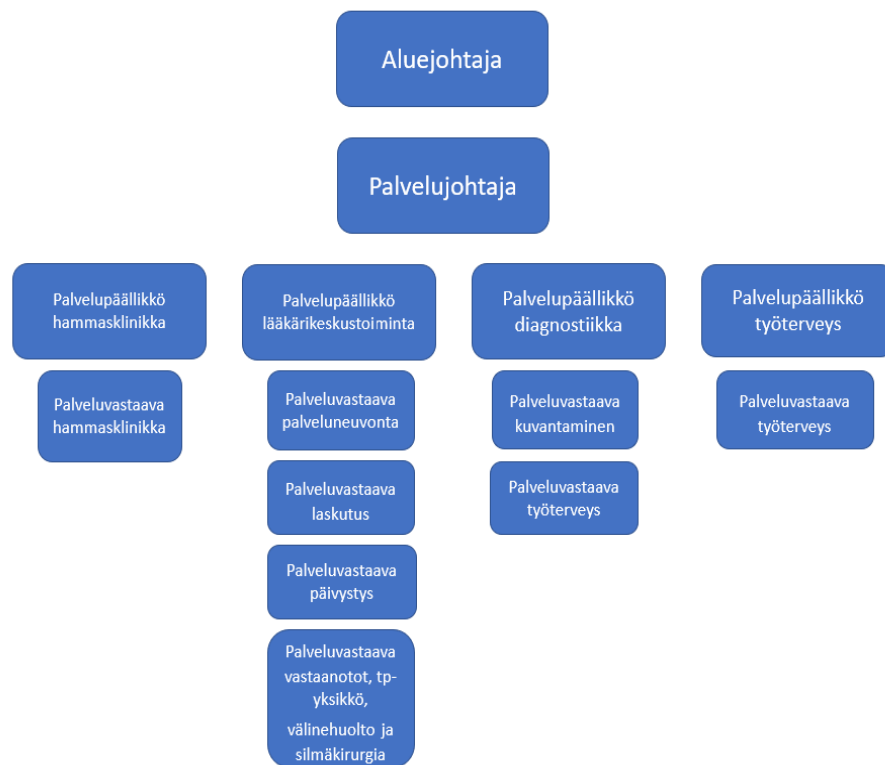 Aluejohtaja
Palvelujohtaja
Palvelupäällikkö
hammasklinikka
Palveluvastaava
hammasklinikka
Palvelupäällikkö
lääkärikeskustoiminta
Palveluvastaava
palveluneuvonta
Palveluvastaava
laskutus
Palveluvastaava
päivystys
Palveluvastaava
vastaanotot, tp-
yksikkö,
välinehuolto ja
silmäkirurgia
Palvelupäällikkö
diagnostiikka
Palveluvastaava
kuvantaminen
Palveluvastaava
työterveys
Palvelupäällikkö
työterveys
Palveluvastaava
työterveys